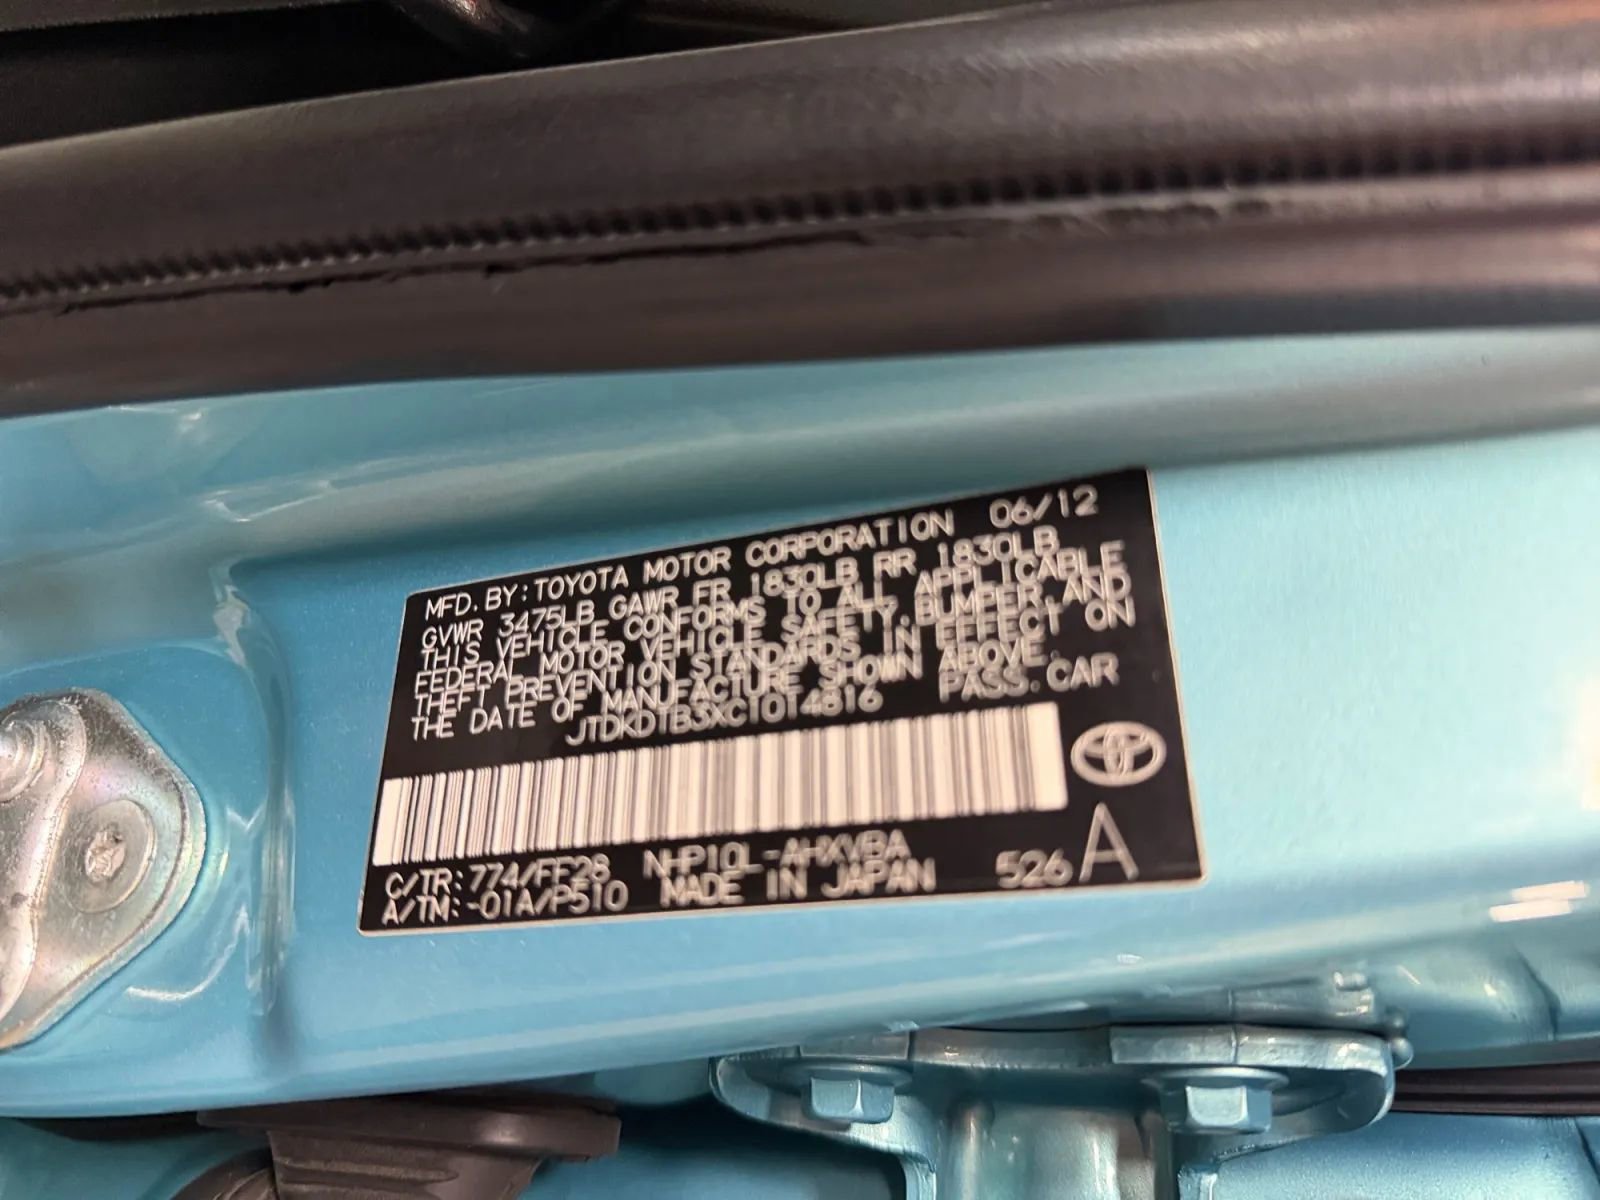 MFD. BY: TOYOTA MOTOR CORPORATION 06/12
GVWR 3475LB GAWR FR 1830LB RR 1830LB
THIS VEHICLE CONFORMS TO ALL APPLICABLE
FEDERAL MOTOR VEHICLE SAFETY, BUMPER, AND
THEFT PREVENTION STANDARDS IN EFFECT ON
THE DATE OF MANUFACTURE SHOWN ABOVE.
JTDKDTB3XC1014816 PASS. CAR
C/TR: 774/FF28 NHP10L-AHXVBA
A/TM: -01A/P510 MADE IN JAPAN 526 A